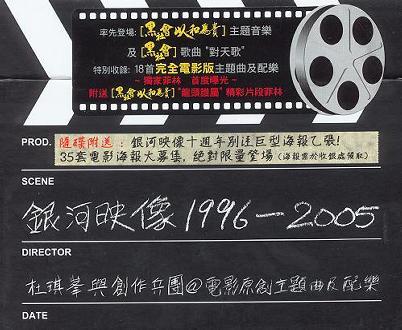 率先登場: [黑社會以和為貴] 主題音樂
及 [黑社會] 歌曲 "對天歌"
特別收錄: 18首完全電影版主題曲及配樂
~ 獨家菲林 首度曝光 ~
附送 [黑社會以和為貴] "龍頭誰屬" 精彩片段菲林
PROD. 隨碟附送 : 銀河映像十週年別注巨型海報乙張!
35套電影海報大募集, 絕對限量登場 (海報需於收銀處領取)
SCENE
銀河映像 1996-2005
DIRECTOR
杜琪峯與創作兵團@電影原創主題曲及配樂
DATE